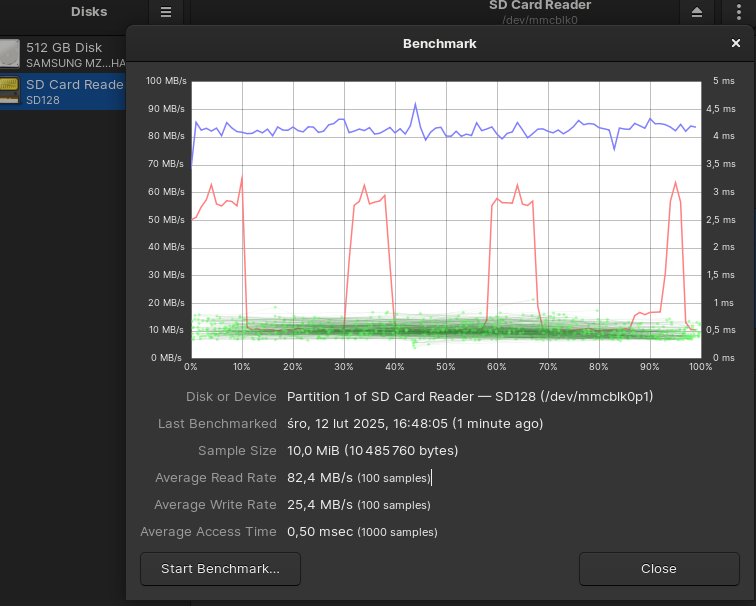 Disks
SD Card Reader
/dev/mmcblk0
512 GB Disk
SAMSUNG MZ...HA
SD Card Reade
SD128
Benchmark
100 MB/s
90 MB/s
80 MB/s
70 MB/s
60 MB/s
50 MB/s
40 MB/s
30 MB/s
20 MB/s
10 MB/s
0 MB/s
5 ms
4,5 ms
4 ms
3,5 ms
3 ms
2,5 ms
2 ms
1,5 ms
1 ms
0,5 ms
0 ms
0% 10% 20% 30% 40% 50% 60% 70% 80% 90% 100%
Disk or Device Partition 1 of SD Card Reader — SD128 (/dev/mmcblk0p1)
Last Benchmarked śro, 12 lut 2025, 16:48:05 (1 minute ago)
Sample Size 10,0 MiB (10 485 760 bytes)
Average Read Rate 82,4 MB/s (100 samples)
Average Write Rate 25,4 MB/s (100 samples)
Average Access Time 0,50 msec (1000 samples)
Start Benchmark...
Close